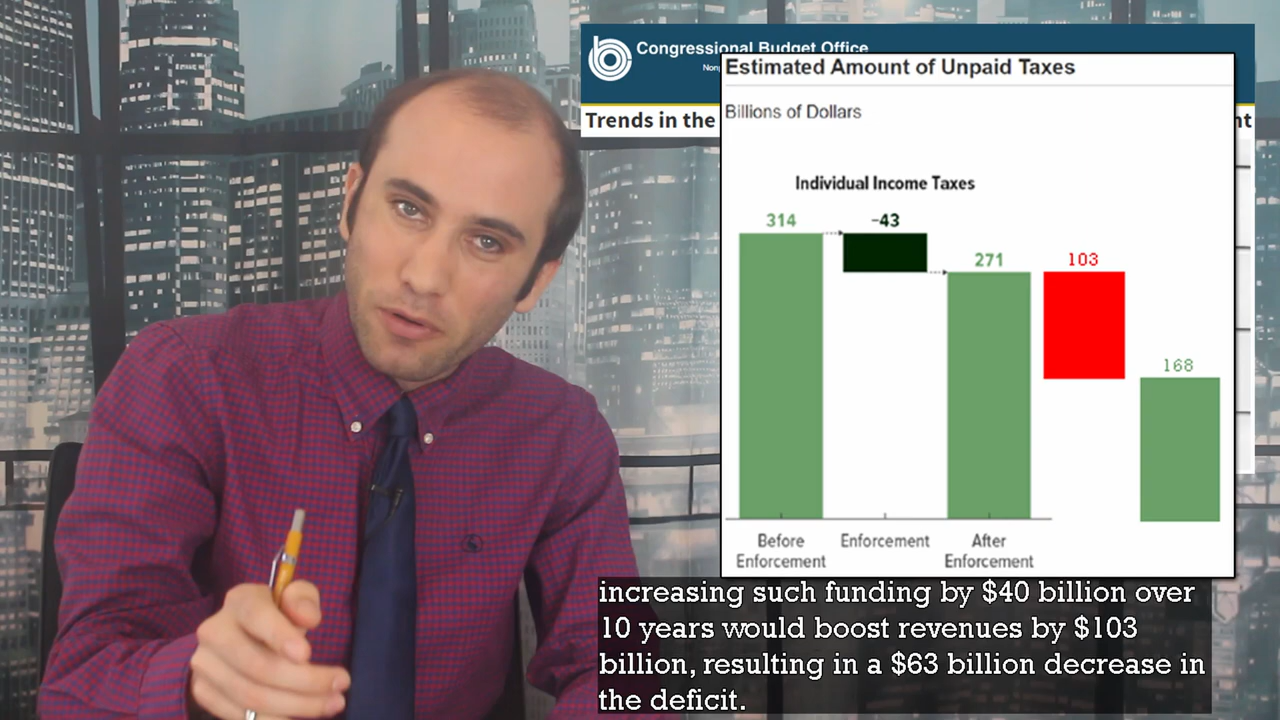 Congressional Budget Office
Trends in the
Estimated Amount of Unpaid Taxes
Billions of Dollars
Individual Income Taxes
314
−43
271
103
168
Before
Enforcement
Enforcement
After
Enforcement
increasing such funding by $40 billion over
10 years would boost revenues by $103
billion, resulting in a $63 billion decrease in
the deficit.